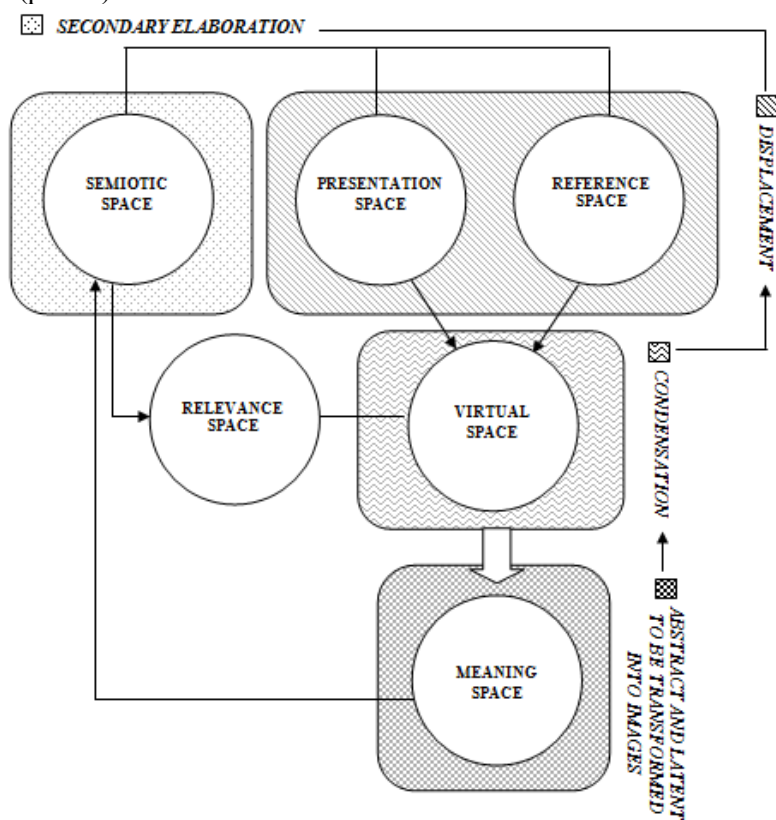 SECONDARY ELABORATION
SEMIOTIC
SPACE
PRESENTATION
SPACE
REFERENCE
SPACE
DISPLACEMENT
RELEVANCE
SPACE
VIRTUAL
SPACE
CONDENSATION
MEANING
SPACE
ABSTRACT AND LATENT
TO BE TRANSFORMED
INTO IMAGES